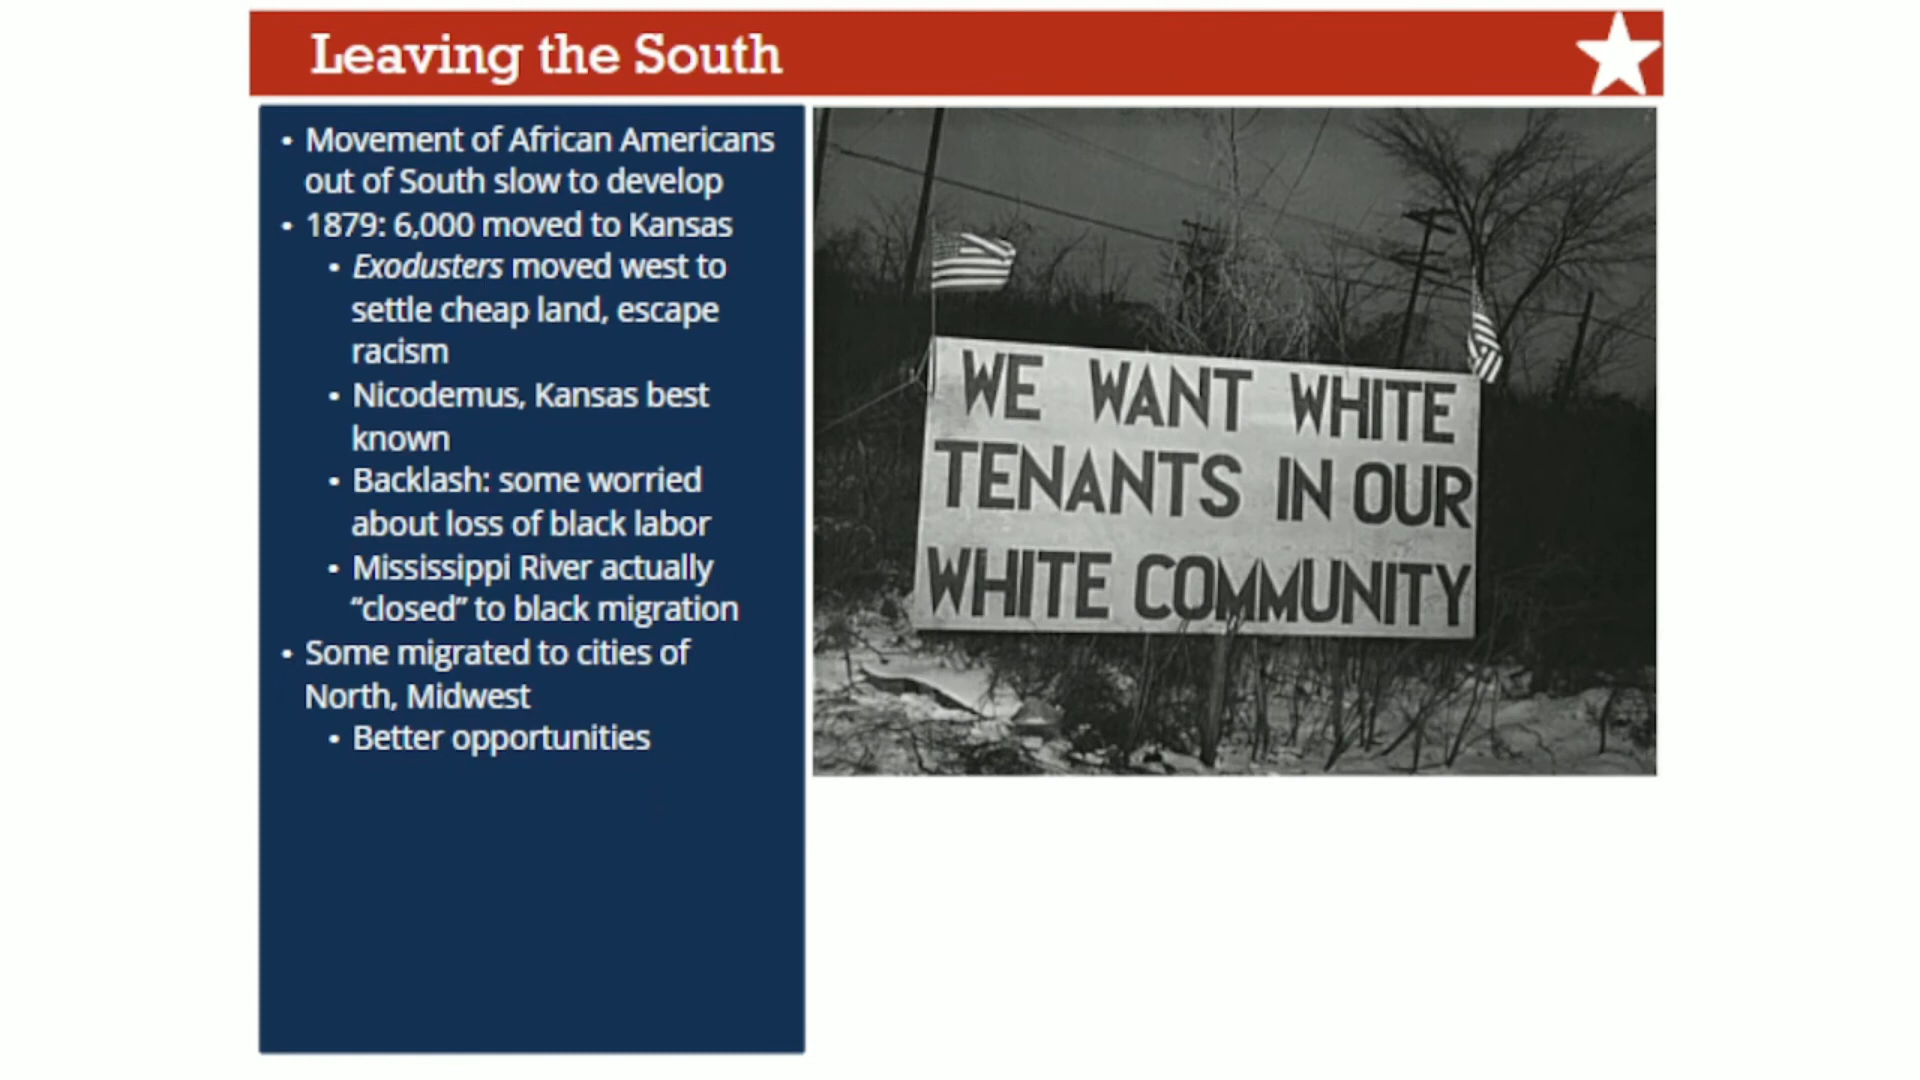 Leaving the South
• Movement of African Americans
out of South slow to develop
• 1879: 6,000 moved to Kansas
• Exodusters moved west to
settle cheap land, escape
racism
• Nicodemus, Kansas best
known
• Backlash: some worried
about loss of black labor
• Mississippi River actually
“closed” to black migration
• Some migrated to cities of
North, Midwest
• Better opportunities
WE WANT WHITE
TENANTS IN OUR
WHITE COMMUNITY